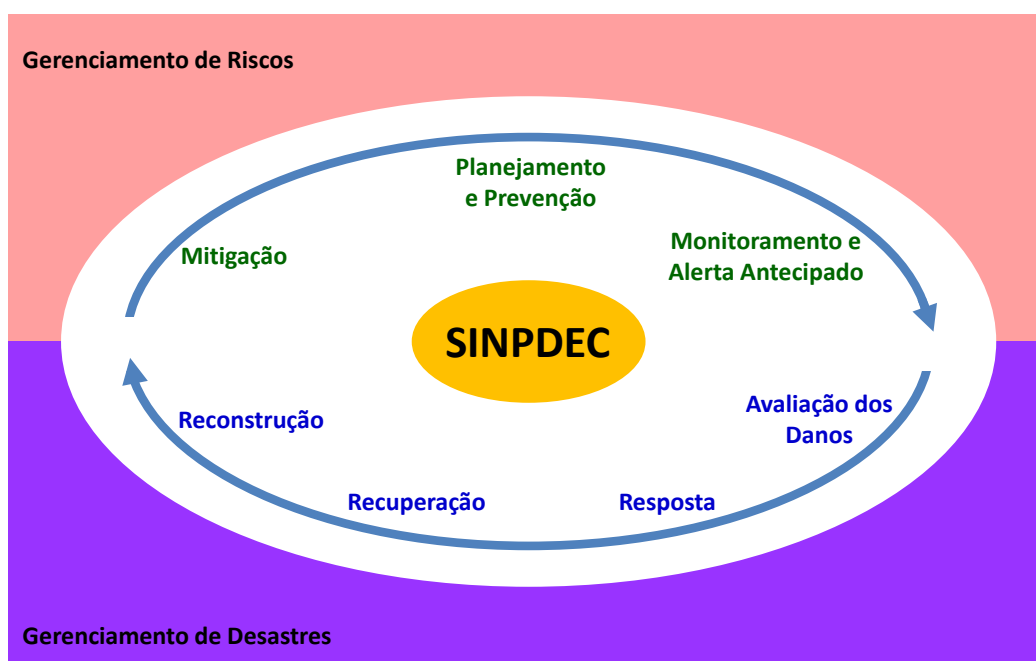 Gerenciamento de Riscos
Planejamento
e Prevenção
Mitigação
Monitoramento e
Alerta Antecipado
SINPDEC
Reconstrução
Avaliação dos
Danos
Recuperação
Resposta
Gerenciamento de Desastres